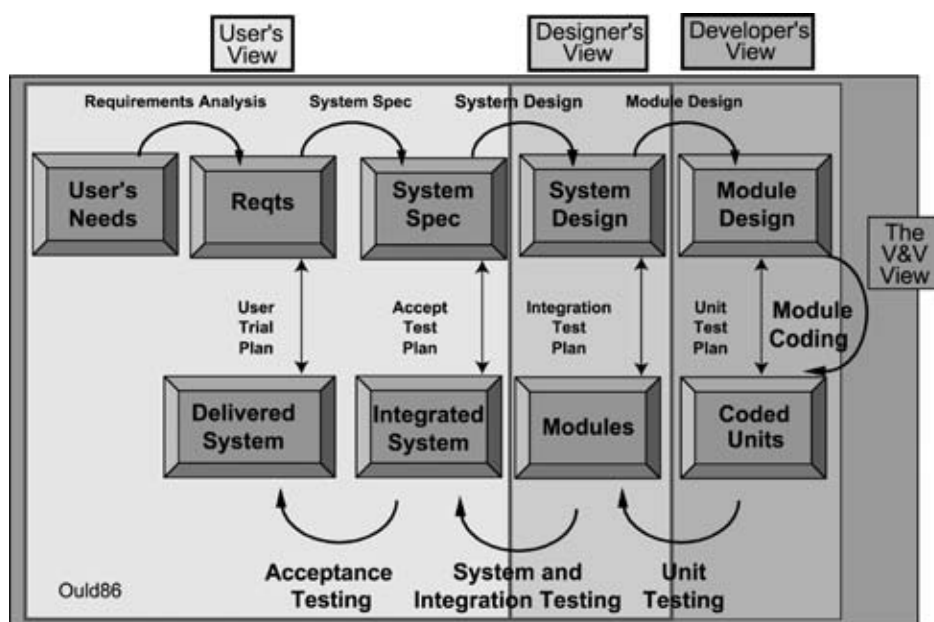 User's
View
Designer's
View
Developer's
View
Requirements Analysis
System Spec
System Design
Module Design
User's
Needs
Reqts
System
Spec
System
Design
Module
Design
The
V&V
View
User
Trial
Plan
Accept
Test
Plan
Integration
Test
Plan
Unit
Test
Plan
Module
Coding
Delivered
System
Integrated
System
Modules
Coded
Units
Acceptance
Testing
System and
Integration Testing
Unit
Testing
Ould86